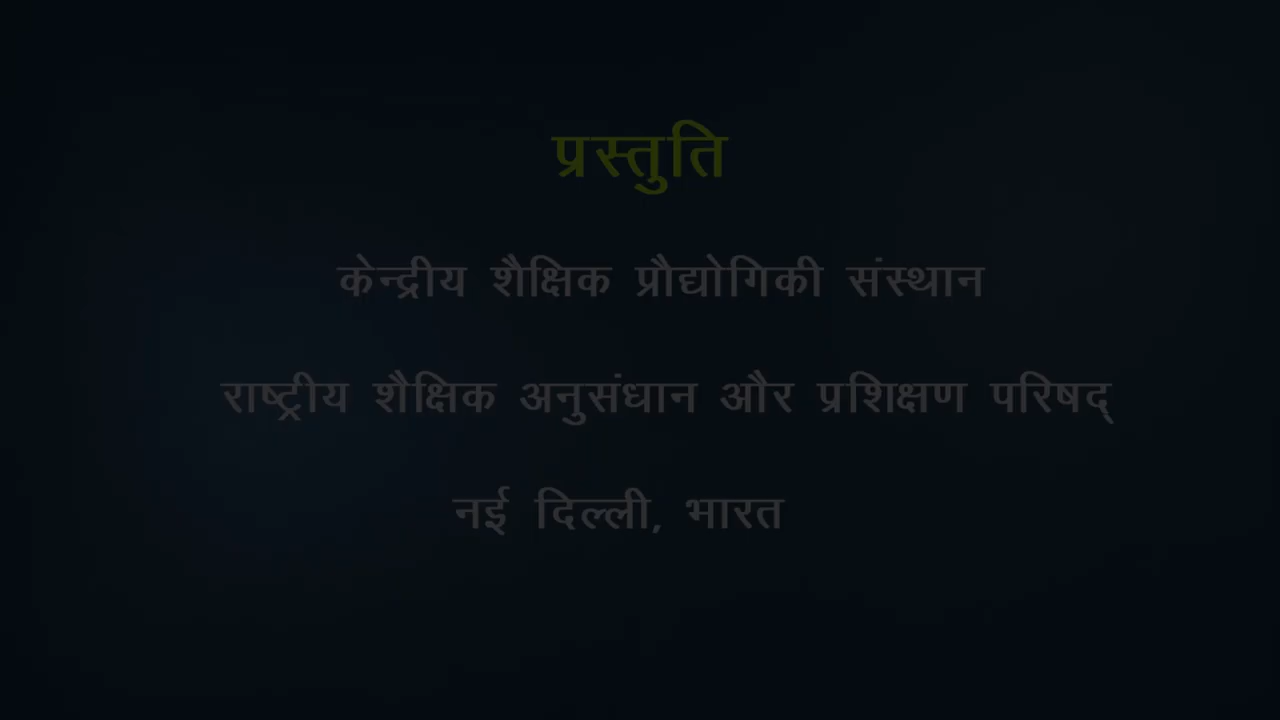 प्रस्तुति
केन्द्रीय शैक्षिक प्रौद्योगिकी संस्थान
राष्ट्रीय शैक्षिक अनुसंधान और प्रशिक्षण परिषद्
नई दिल्ली, भारत